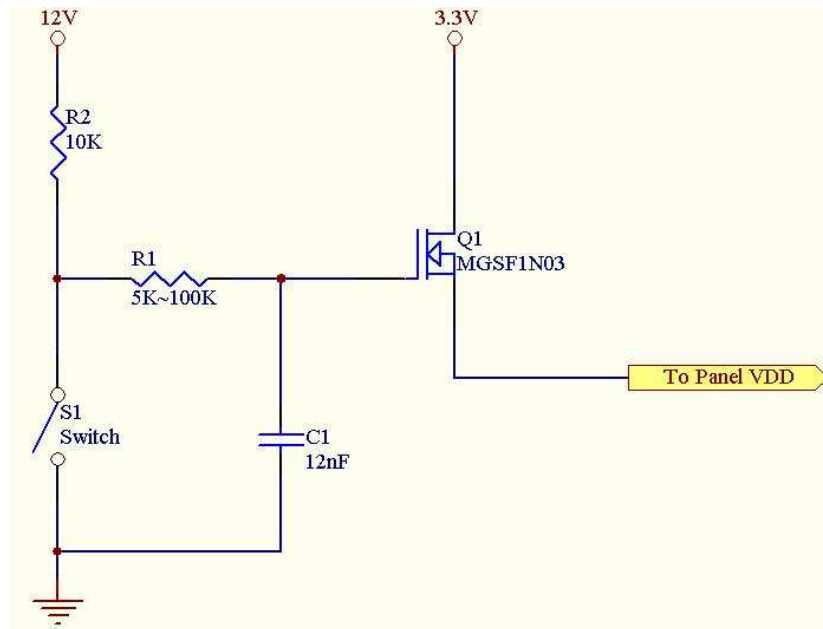 12V
3.3V
R2
10K
R1
5K~100K
Q1
MGSF1N03
To Panel VDD
S1
Switch
C1
12nF